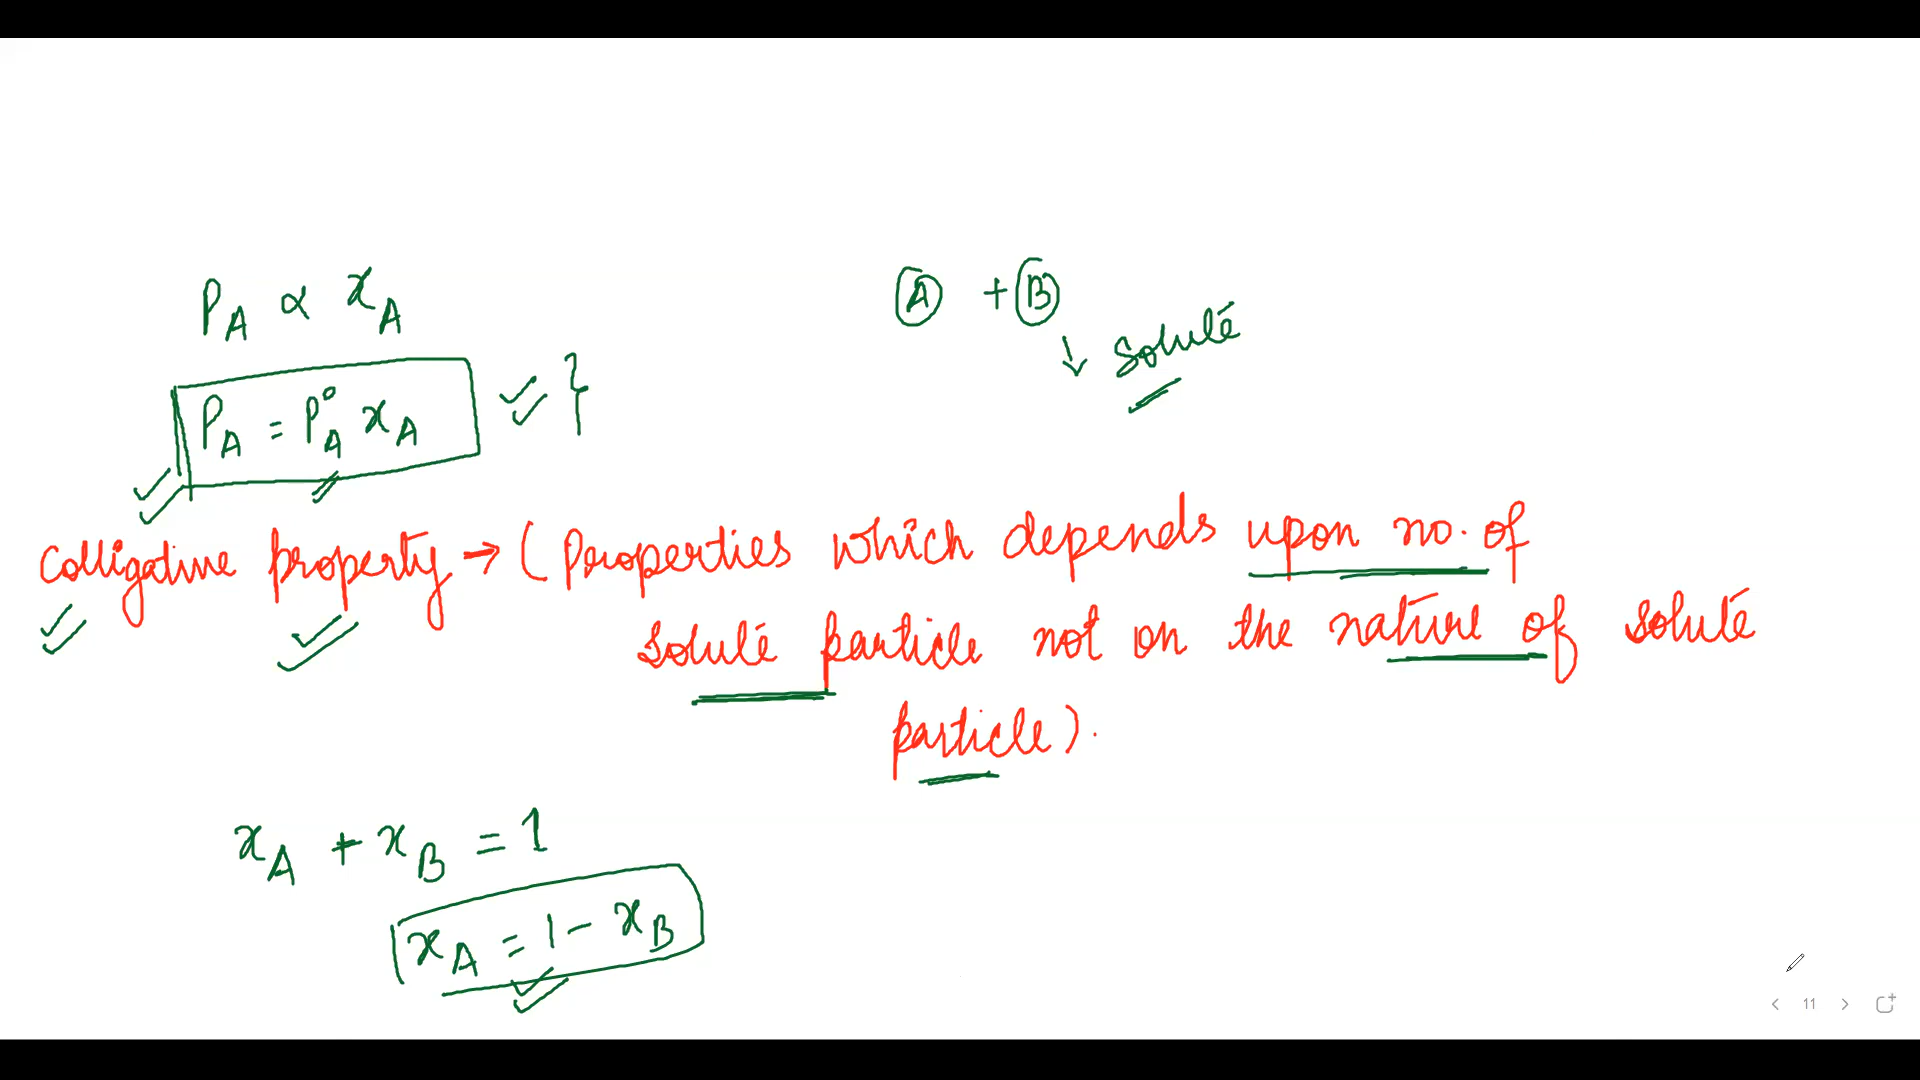 P_A ∝ x_A
A + B
↓ Solute
P_A = P°_A x_A
Colligative property → (Properties which depends upon no. of
solute particle not on the nature of solute
particle).
x_A + x_B = 1
x_A = 1 - x_B
11